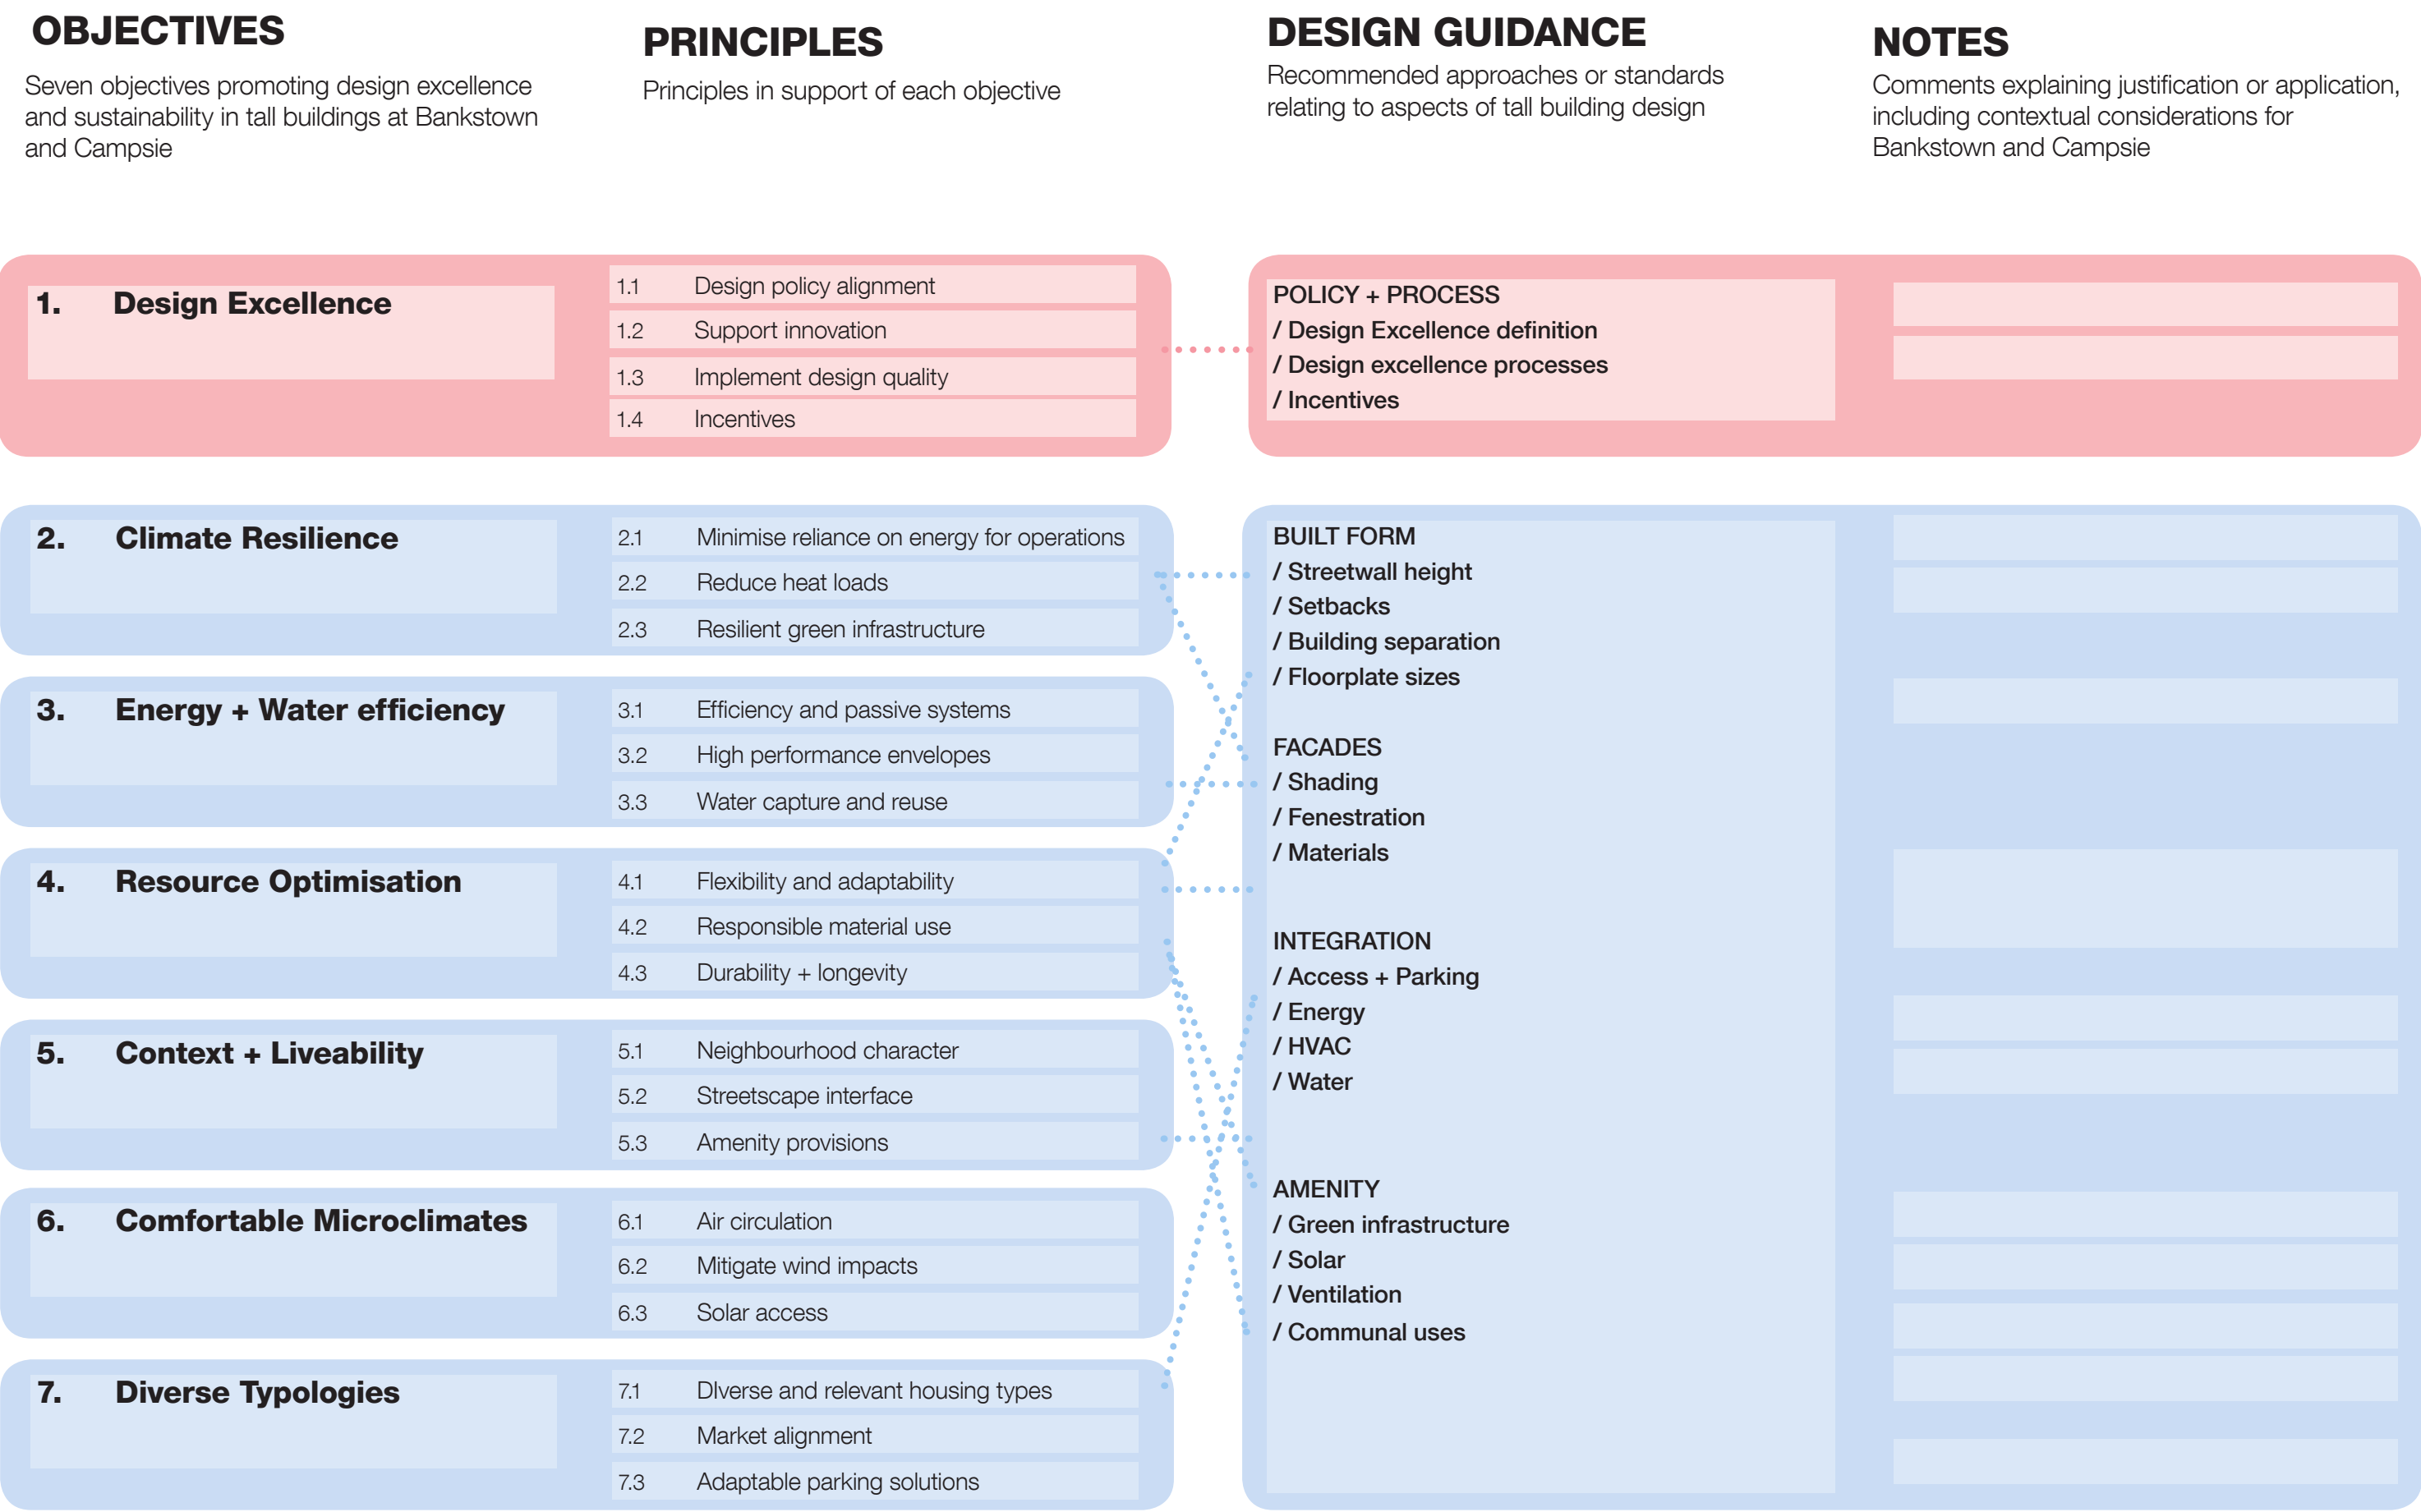 OBJECTIVES
Seven objectives promoting design excellence
and sustainability in tall buildings at Bankstown
and Campsie
PRINCIPLES
Principles in support of each objective
DESIGN GUIDANCE
Recommended approaches or standards
relating to aspects of tall building design
NOTES
Comments explaining justification or application,
including contextual considerations for
Bankstown and Campsie
1. Design Excellence
1.1 Design policy alignment
1.2 Support innovation
1.3 Implement design quality
1.4 Incentives
POLICY + PROCESS
/ Design Excellence definition
/ Design excellence processes
/ Incentives
2. Climate Resilience
2.1 Minimise reliance on energy for operations
2.2 Reduce heat loads
2.3 Resilient green infrastructure
3. Energy + Water efficiency
3.1 Efficiency and passive systems
3.2 High performance envelopes
3.3 Water capture and reuse
4. Resource Optimisation
4.1 Flexibility and adaptability
4.2 Responsible material use
4.3 Durability + longevity
5. Context + Liveability
5.1 Neighbourhood character
5.2 Streetscape interface
5.3 Amenity provisions
6. Comfortable Microclimates
6.1 Air circulation
6.2 Mitigate wind impacts
6.3 Solar access
7. Diverse Typologies
7.1 DIverse and relevant housing types
7.2 Market alignment
7.3 Adaptable parking solutions
BUILT FORM
/ Streetwall height
/ Setbacks
/ Building separation
/ Floorplate sizes
FACADES
/ Shading
/ Fenestration
/ Materials
INTEGRATION
/ Access + Parking
/ Energy
/ HVAC
/ Water
AMENITY
/ Green infrastructure
/ Solar
/ Ventilation
/ Communal uses